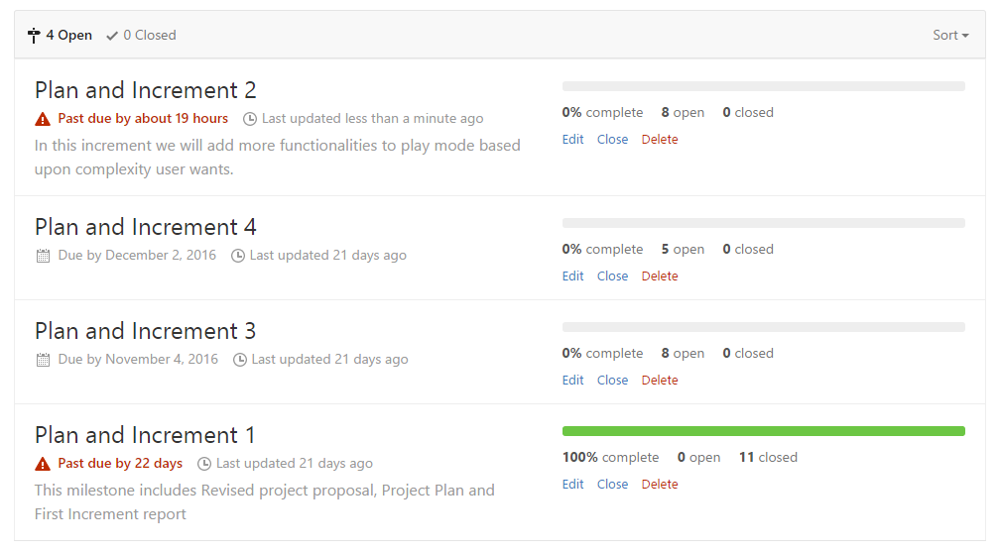 4 Open 0 Closed Sort
Plan and Increment 2
Past due by about 19 hours Last updated less than a minute ago
In this increment we will add more functionalities to play mode based
upon complexity user wants.
0% complete 8 open 0 closed
Edit Close Delete
Plan and Increment 4
Due by December 2, 2016 Last updated 21 days ago
0% complete 5 open 0 closed
Edit Close Delete
Plan and Increment 3
Due by November 4, 2016 Last updated 21 days ago
0% complete 8 open 0 closed
Edit Close Delete
Plan and Increment 1
Past due by 22 days Last updated 21 days ago
This milestone includes Revised project proposal, Project Plan and
First Increment report
100% complete 0 open 11 closed
Edit Close Delete